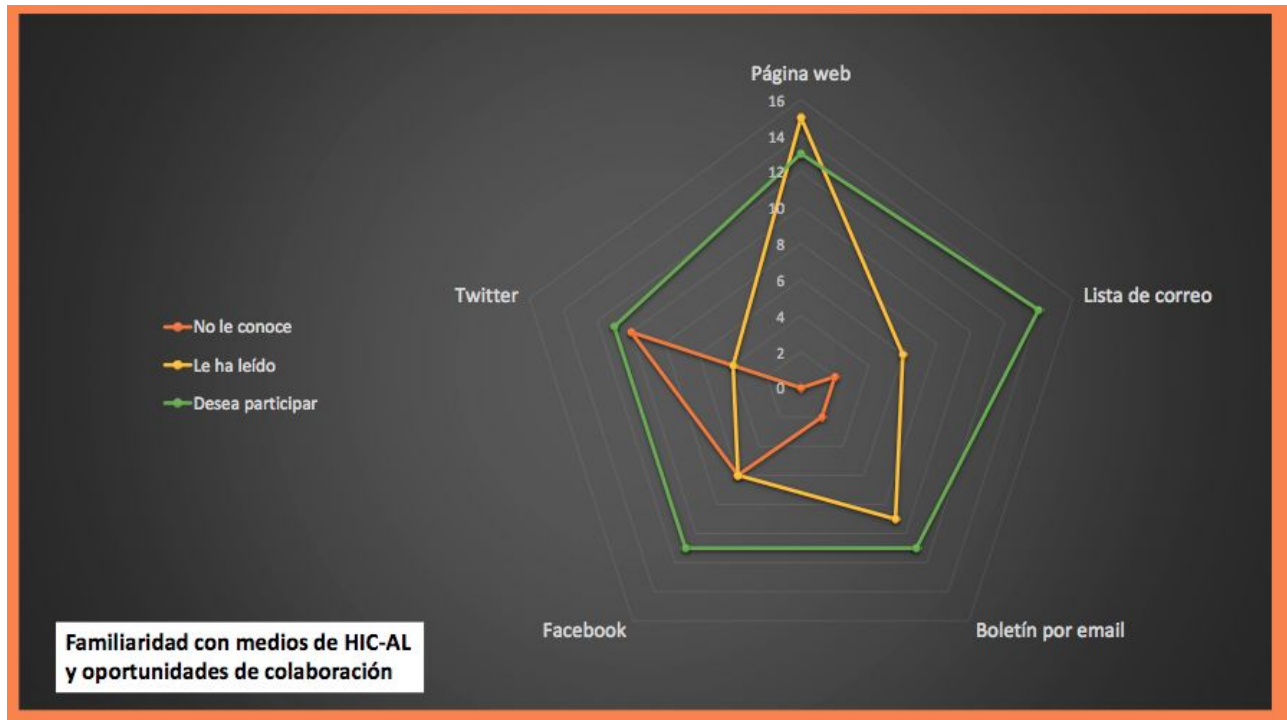 Página web
16
14
12
10
8
6
4
2
0
Twitter
Lista de correo
No le conoce
Le ha leído
Desea participar
Facebook
Boletín por email
Familiaridad con medios de HIC-AL
y oportunidades de colaboración